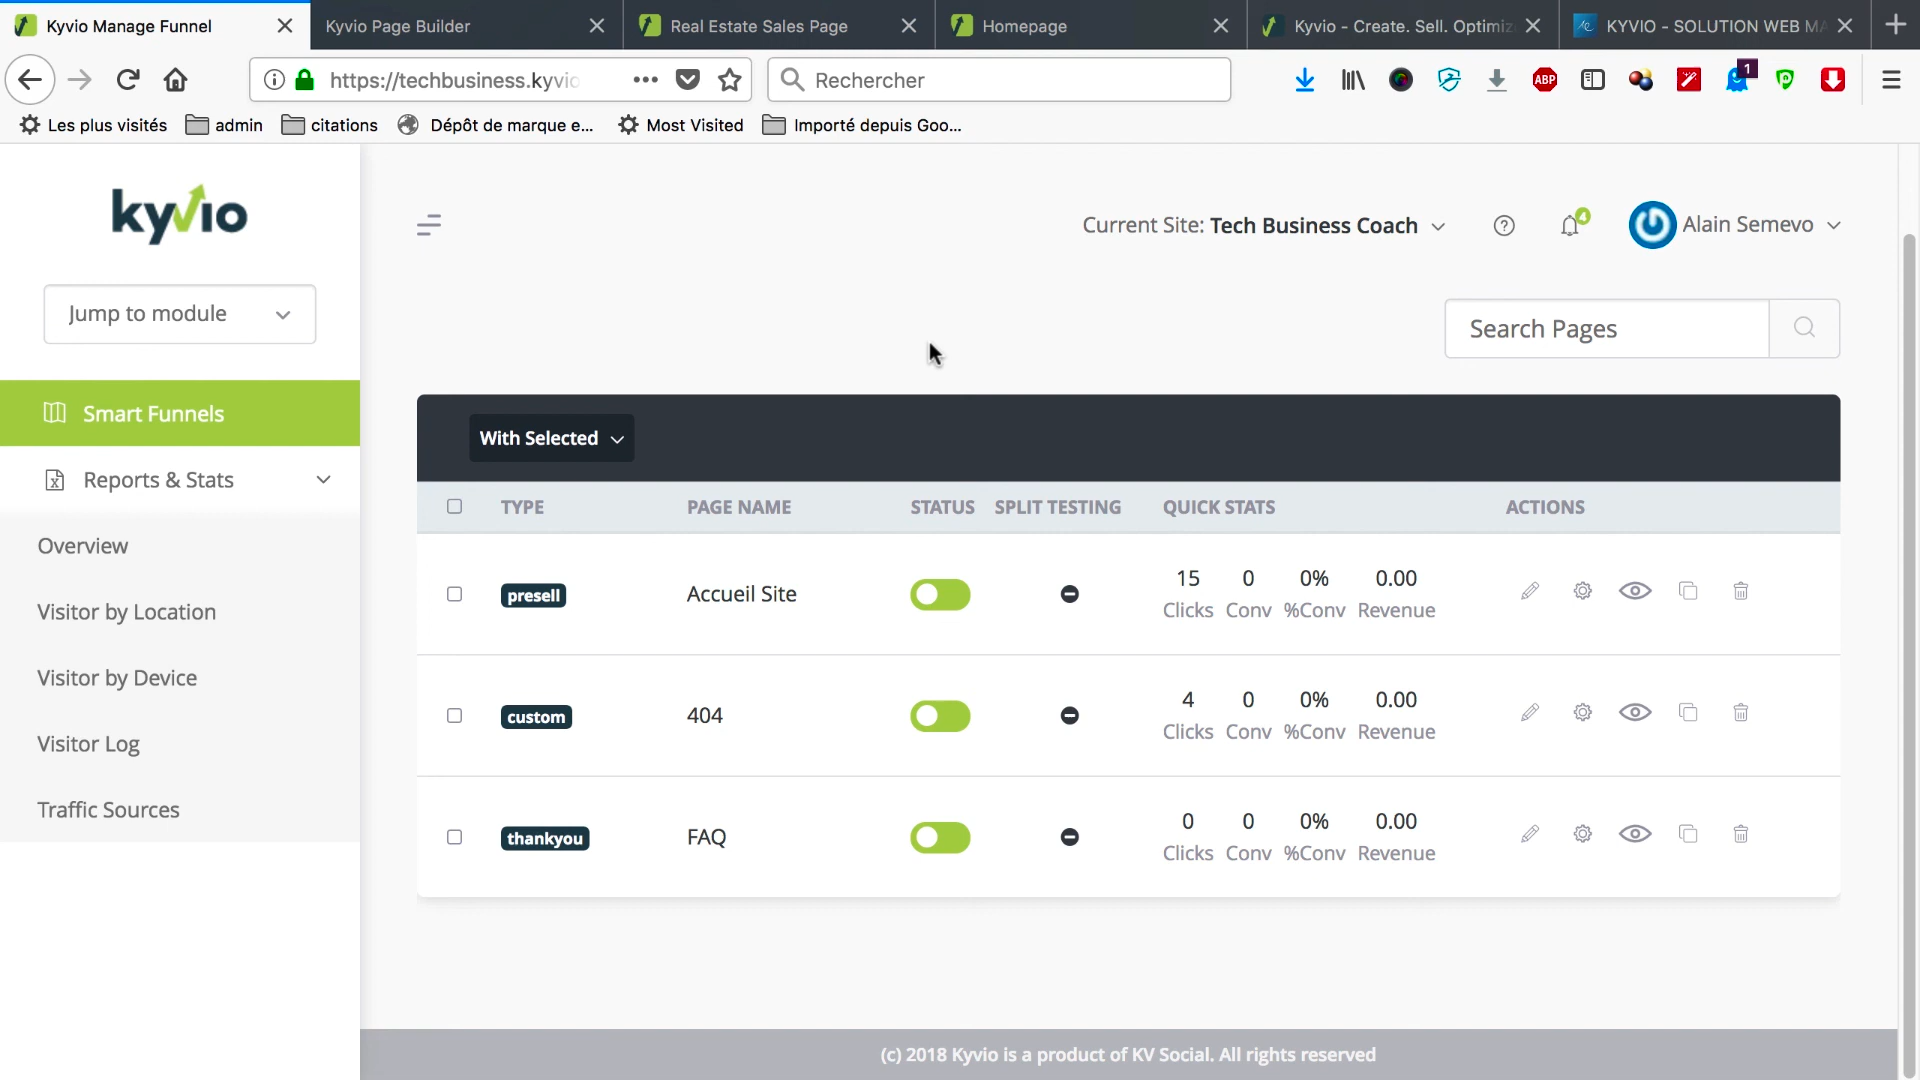 Kyvio Manage Funnel
Kyvio Page Builder
Real Estate Sales Page
Homepage
Kyvio - Create. Sell. Optimiz
KYVIO - SOLUTION WEB MA
https://techbusiness.kyvio
Rechercher
ABP
1
Les plus visités
admin
citations
Dépôt de marque e...
Most Visited
Importé depuis Goo...
kyvio
Jump to module
Smart Funnels
Reports & Stats
Overview
Visitor by Location
Visitor by Device
Visitor Log
Traffic Sources
Current Site: Tech Business Coach
4
Alain Semevo
Search Pages
With Selected
TYPE PAGE NAME STATUS SPLIT TESTING QUICK STATS ACTIONS
presell Accueil Site
15 0 0% 0.00
Clicks Conv %Conv Revenue
custom 404
4 0 0% 0.00
Clicks Conv %Conv Revenue
thankyou FAQ
0 0 0% 0.00
Clicks Conv %Conv Revenue
(c) 2018 Kyvio is a product of KV Social. All rights reserved